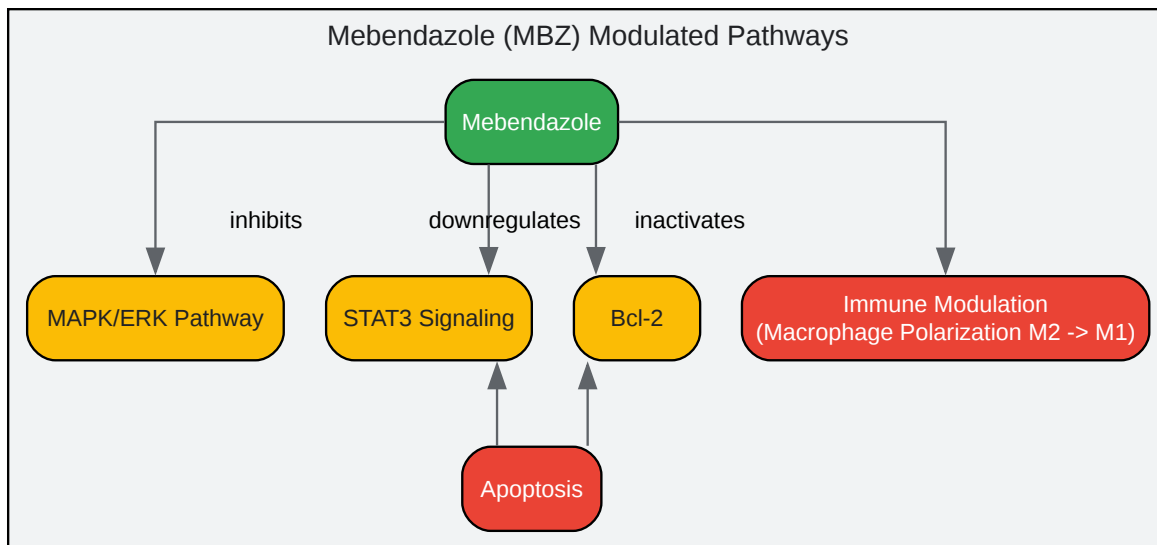 Mebendazole (MBZ) Modulated Pathways
Mebendazole
inhibits
downregulates
inactivates
MAPK/ERK Pathway
STAT3 Signaling
Bcl-2
Immune Modulation
(Macrophage Polarization M2 -> M1)
Apoptosis